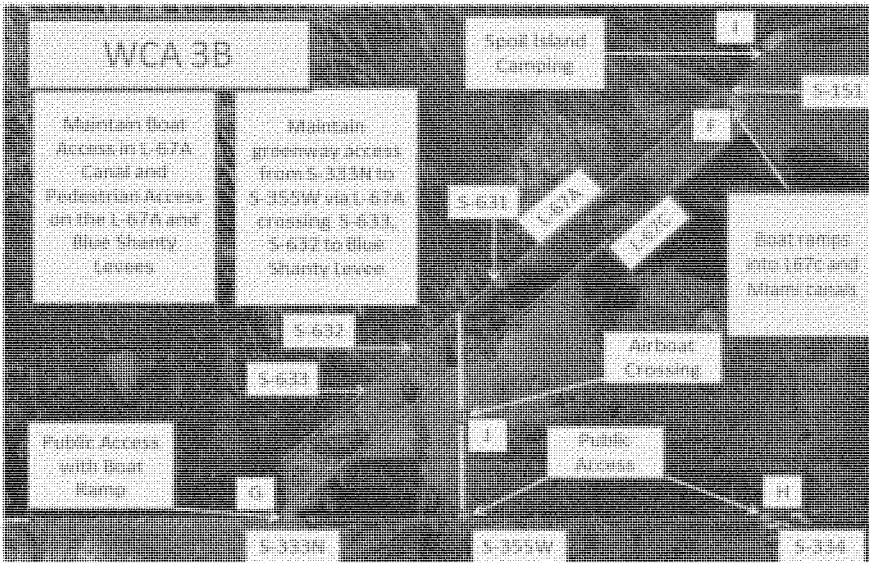 WCA 3B
Maintain Boat
Access in L-67A
Canal and
Pedestrian Access
on the L-67A and
Blue Shanty
Levees
Maintain
greenway access
from S-333N to
S-355W via L-67A
crossing S-633,
S-632 to Blue
Shanty Levee
Spoil Island
Camping
I
S-151
F
S-631
L-67A
L-67C
Boat ramps
into L67c and
Miami canals
S-632
S-633
Airboat
Crossing
J
Public Access
with Boat
Ramp
G
Public
Access
H
S-333N
S-355W
S-334